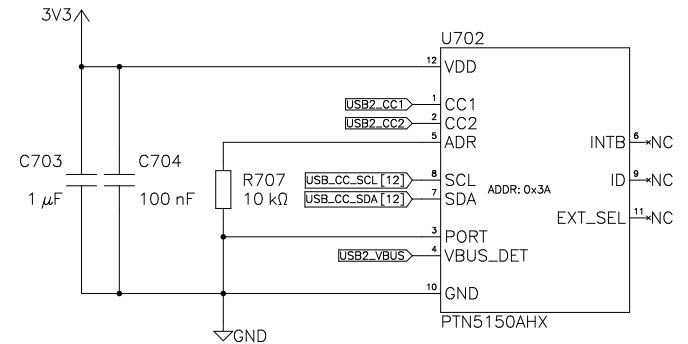 3V3
U702
12 VDD
USB2_CC1 1 CC1
USB2_CC2 2 CC2
5 ADR
INTB 6 NC
C703
C704
R707
USB_CC_SCL [12] 8 SCL
ID 9 NC
ADDR: 0x3A
1 µF
100 nF
10 kΩ
USB_CC_SDA [12] 7 SDA
EXT_SEL 11 NC
3 PORT
USB2_VBUS 4 VBUS_DET
10 GND
PTN5150AHX
GND